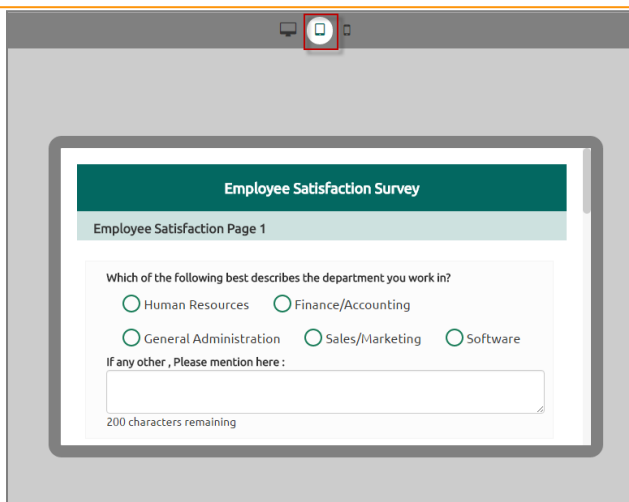 Employee Satisfaction Survey
Employee Satisfaction Page 1
Which of the following best describes the department you work in?
Human Resources Finance/Accounting
General Administration Sales/Marketing Software
If any other , Please mention here :
200 characters remaining